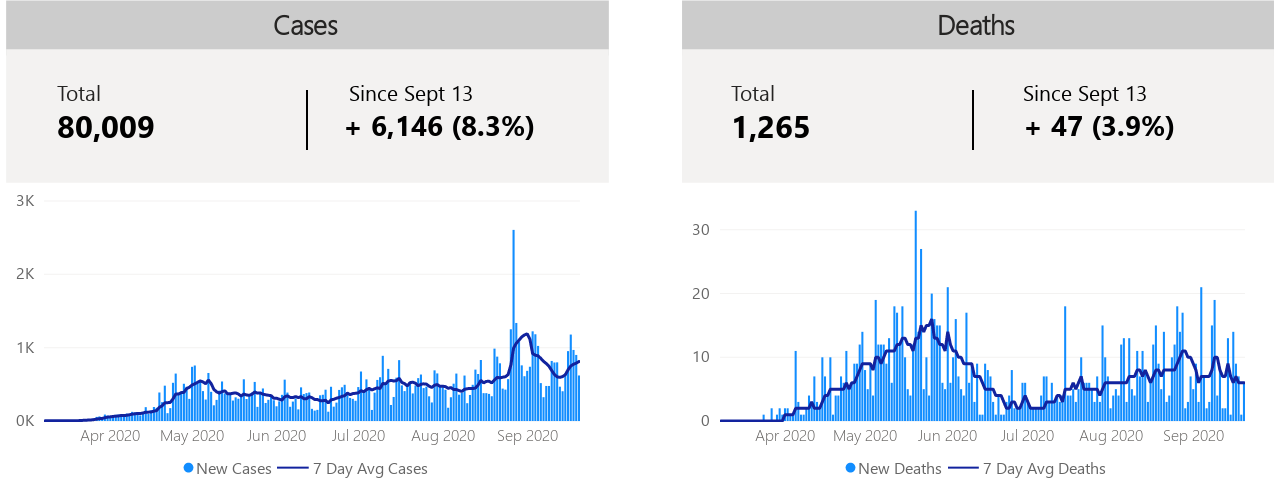 Cases
Total
Since Sept 13
80,009
+ 6,146 (8.3%)
3K
2K
1K
0K
Apr 2020 May 2020 Jun 2020 Jul 2020 Aug 2020 Sep 2020
New Cases 7 Day Avg Cases
Deaths
Total
Since Sept 13
1,265
+ 47 (3.9%)
30
20
10
0
Apr 2020 May 2020 Jun 2020 Jul 2020 Aug 2020 Sep 2020
New Deaths 7 Day Avg Deaths